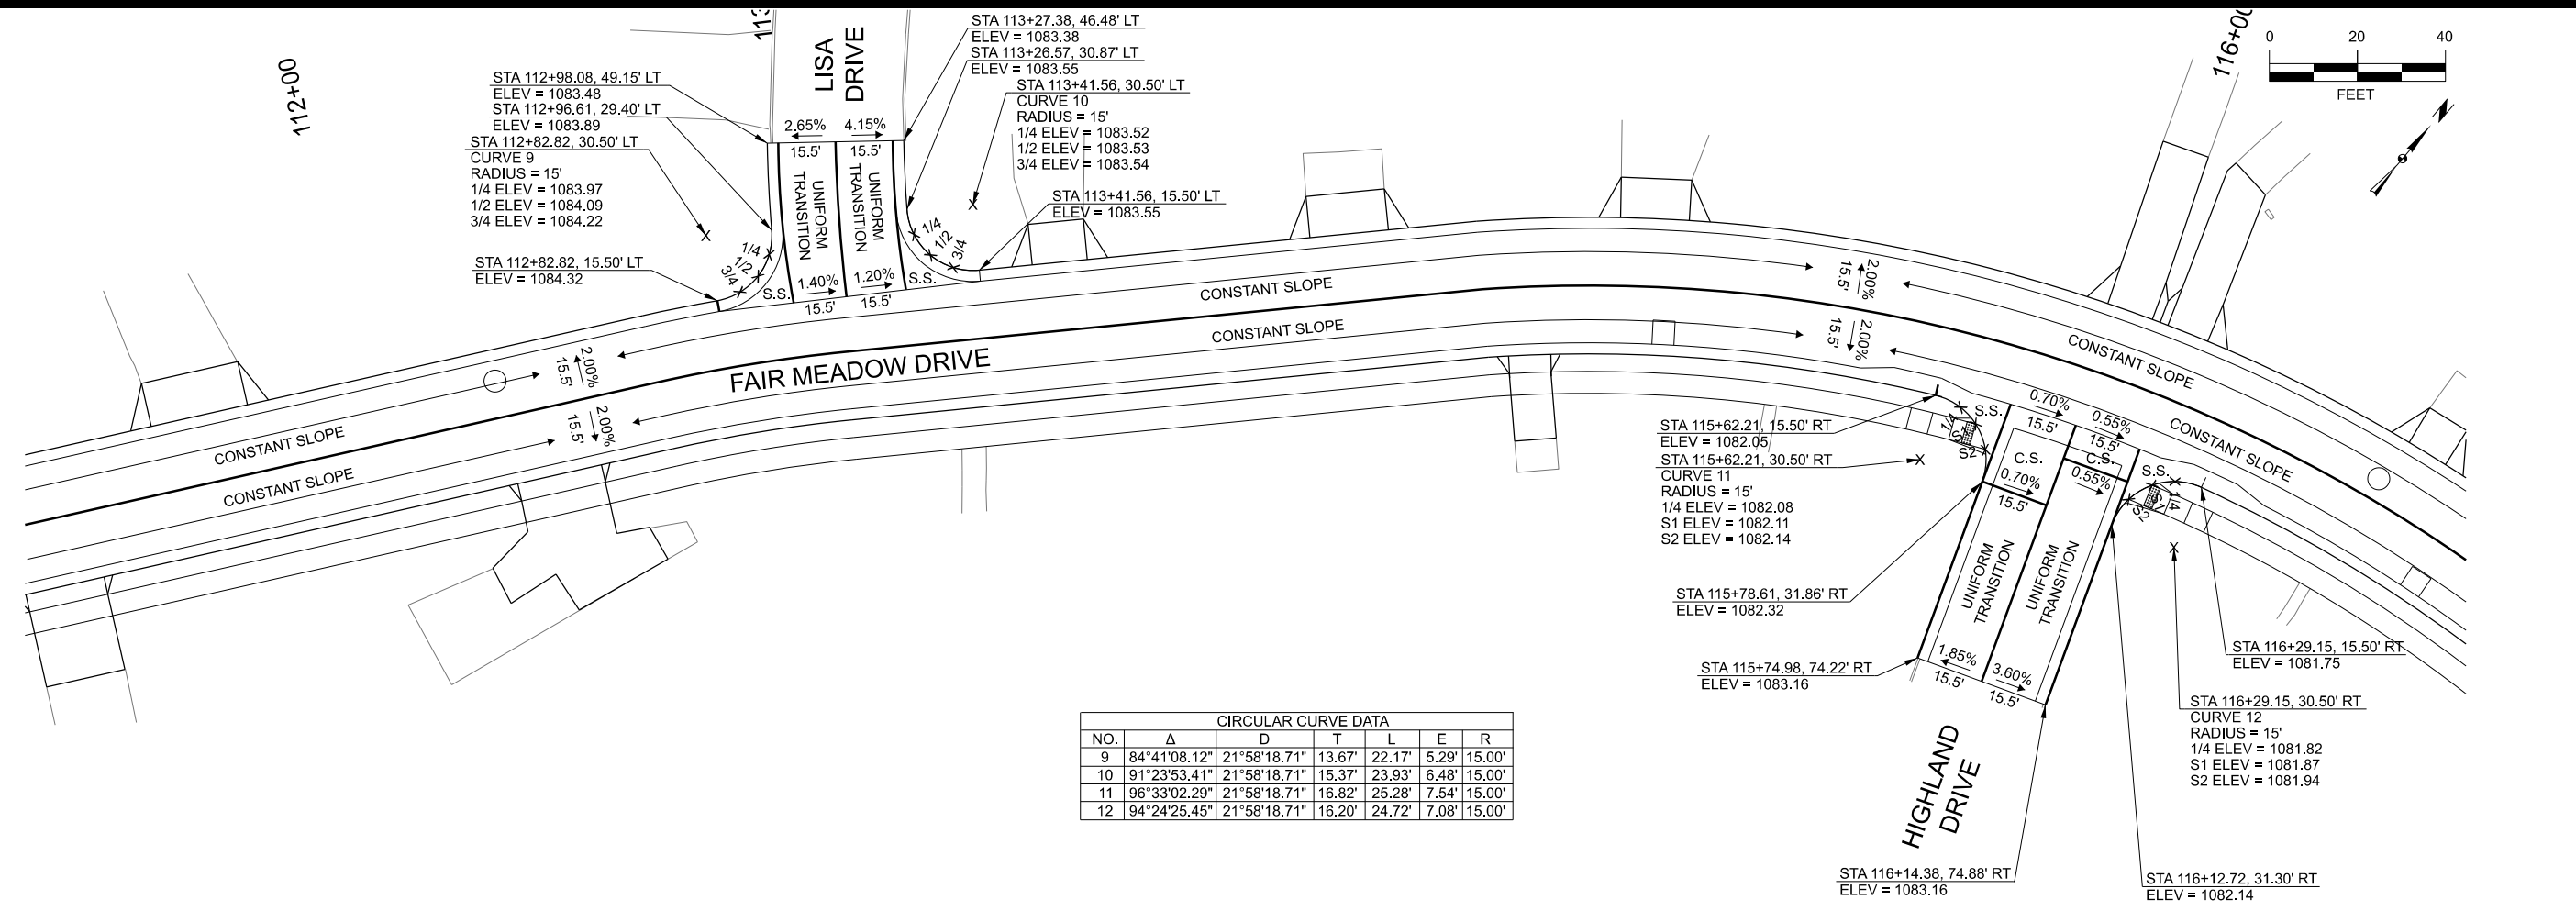 112+00
STA 112+98.08, 49.15' LT
ELEV = 1083.48
STA 112+96.61, 29.40' LT
ELEV = 1083.89
STA 112+82.82, 30.50' LT
CURVE 9
RADIUS = 15'
1/4 ELEV = 1083.97
1/2 ELEV = 1084.09
3/4 ELEV = 1084.22
STA 112+82.82, 15.50' LT
ELEV = 1084.32
LISA
DRIVE
STA 113+27.38, 46.48' LT
ELEV = 1083.38
STA 113+26.57, 30.87' LT
ELEV = 1083.55
STA 113+41.56, 30.50' LT
CURVE 10
RADIUS = 15'
1/4 ELEV = 1083.52
1/2 ELEV = 1083.53
3/4 ELEV = 1083.54
STA 113+41.56, 15.50' LT
ELEV = 1083.55
2.65%
4.15%
15.5'
15.5'
UNIFORM
TRANSITION
UNIFORM
TRANSITION
1/4
1/2
3/4
1/4
1/2
3/4
S.S.
1.40%
1.20%
S.S.
15.5'
15.5'
116+00
0 20 40
FEET
2.00%
15.5'
2.00%
15.5'
CONSTANT SLOPE
CONSTANT SLOPE
FAIR MEADOW DRIVE
CONSTANT SLOPE
CONSTANT SLOPE
2.00%
15.5'
2.00%
15.5'
CONSTANT SLOPE
CONSTANT SLOPE
STA 115+62.21, 15.50' RT
ELEV = 1082.05
STA 115+62.21, 30.50' RT
CURVE 11
RADIUS = 15'
1/4 ELEV = 1082.08
S1 ELEV = 1082.11
S2 ELEV = 1082.14
STA 115+78.61, 31.86' RT
ELEV = 1082.32
STA 115+74.98, 74.22' RT
ELEV = 1083.16
1/4
S1
S2
S.S.
0.70%
0.55%
15.5'
15.5'
C.S.
0.70%
15.5'
C.S.
0.55%
S.S.
1/4
S1
S2
UNIFORM
TRANSITION
UNIFORM
TRANSITION
1.85%
3.60%
15.5'
15.5'
HIGHLAND
DRIVE
STA 116+29.15, 15.50' RT
ELEV = 1081.75
STA 116+29.15, 30.50' RT
CURVE 12
RADIUS = 15'
1/4 ELEV = 1081.82
S1 ELEV = 1081.87
S2 ELEV = 1081.94
STA 116+14.38, 74.88' RT
ELEV = 1083.16
STA 116+12.72, 31.30' RT
ELEV = 1082.14
CIRCULAR CURVE DATA
NO. Δ D T L E R
9 84°41'08.12" 21°58'18.71" 13.67' 22.17' 5.29' 15.00'
10 91°23'53.41" 21°58'18.71" 15.37' 23.93' 6.48' 15.00'
11 96°33'02.29" 21°58'18.71" 16.82' 25.28' 7.54' 15.00'
12 94°24'25.45" 21°58'18.71" 16.20' 24.72' 7.08' 15.00'